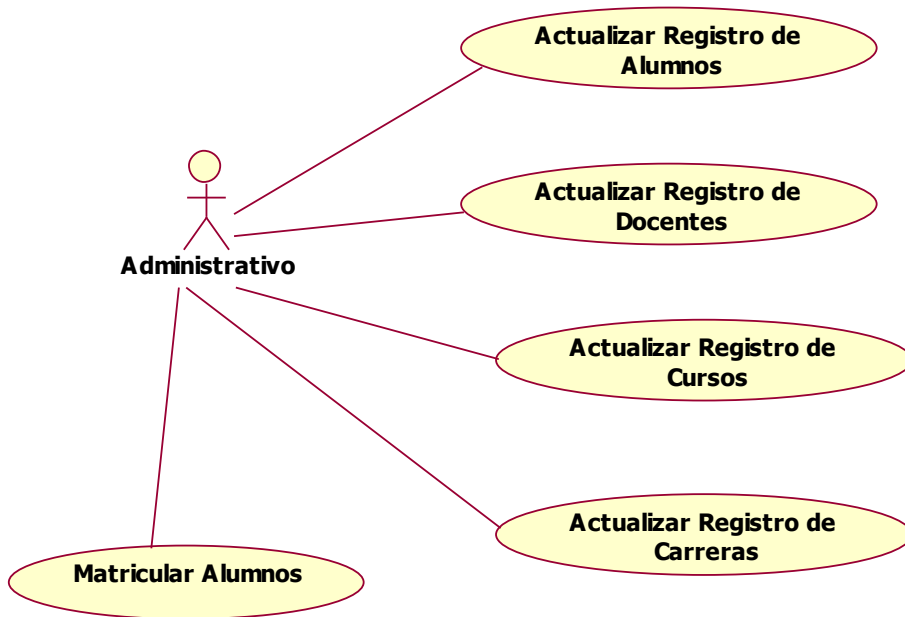 Actualizar Registro de
Alumnos
Actualizar Registro de
Docentes
Administrativo
Actualizar Registro de
Cursos
Actualizar Registro de
Carreras
Matricular Alumnos